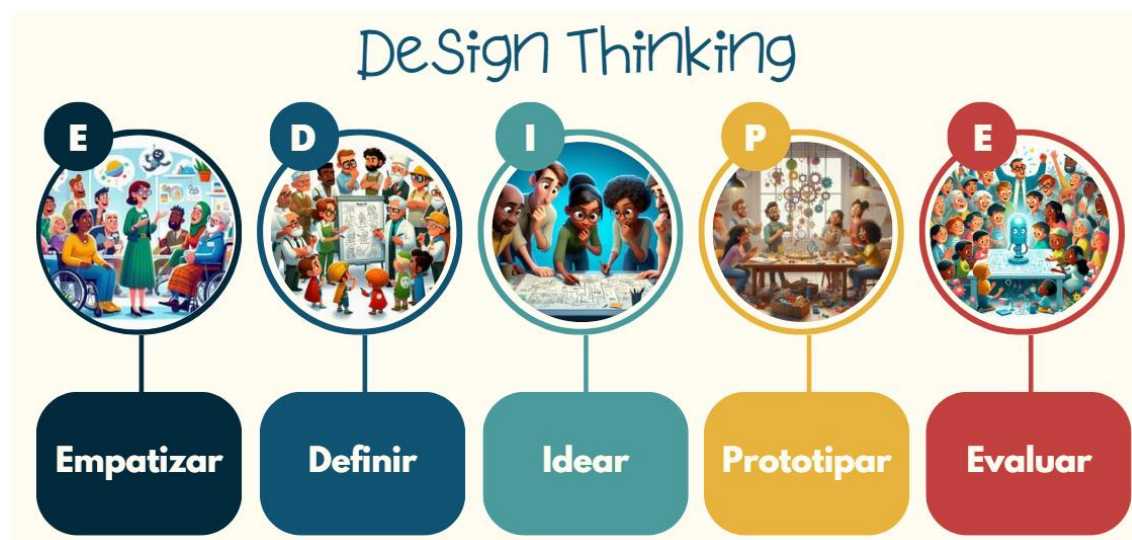 DeSign Thinking
E
D
I
P
E
Empatizar
Definir
Idear
Prototipar
Evaluar